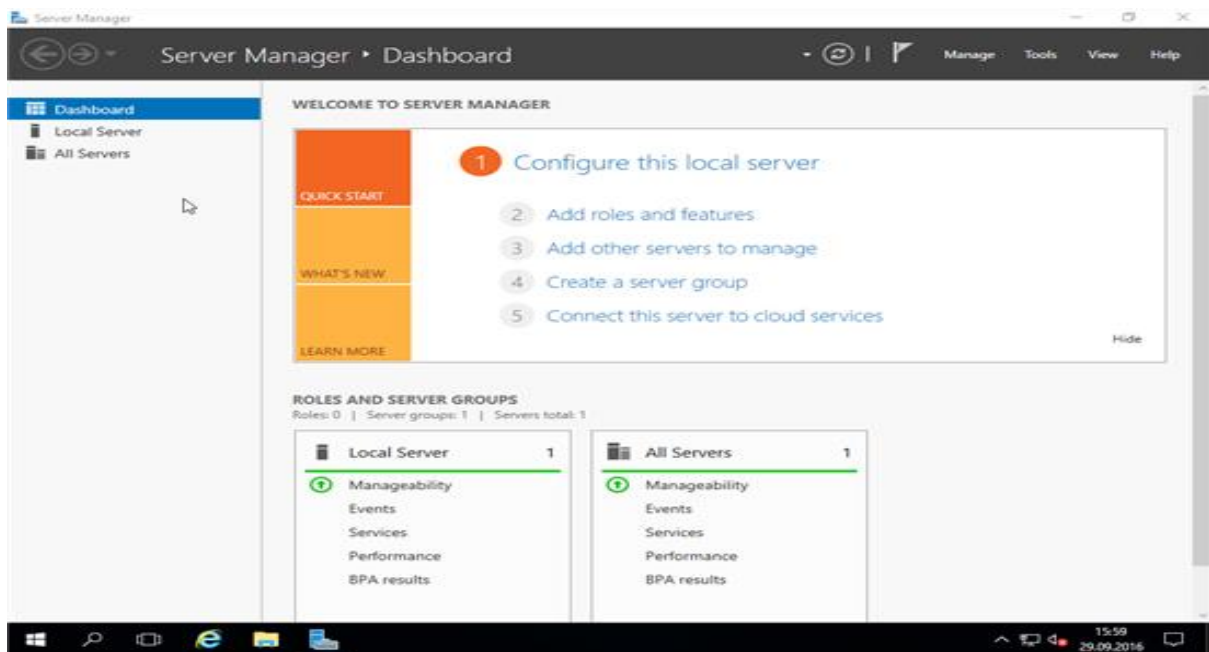 Server Manager
Server Manager ‣ Dashboard
Manage Tools View Help
Dashboard
Local Server
All Servers
WELCOME TO SERVER MANAGER
QUICK START
WHAT'S NEW
LEARN MORE
1 Configure this local server
2 Add roles and features
3 Add other servers to manage
4 Create a server group
5 Connect this server to cloud services
Hide
ROLES AND SERVER GROUPS
Roles: 0 | Server groups: 1 | Servers total: 1
Local Server 1
Manageability
Events
Services
Performance
BPA results
All Servers 1
Manageability
Events
Services
Performance
BPA results
15:59
29.09.2016